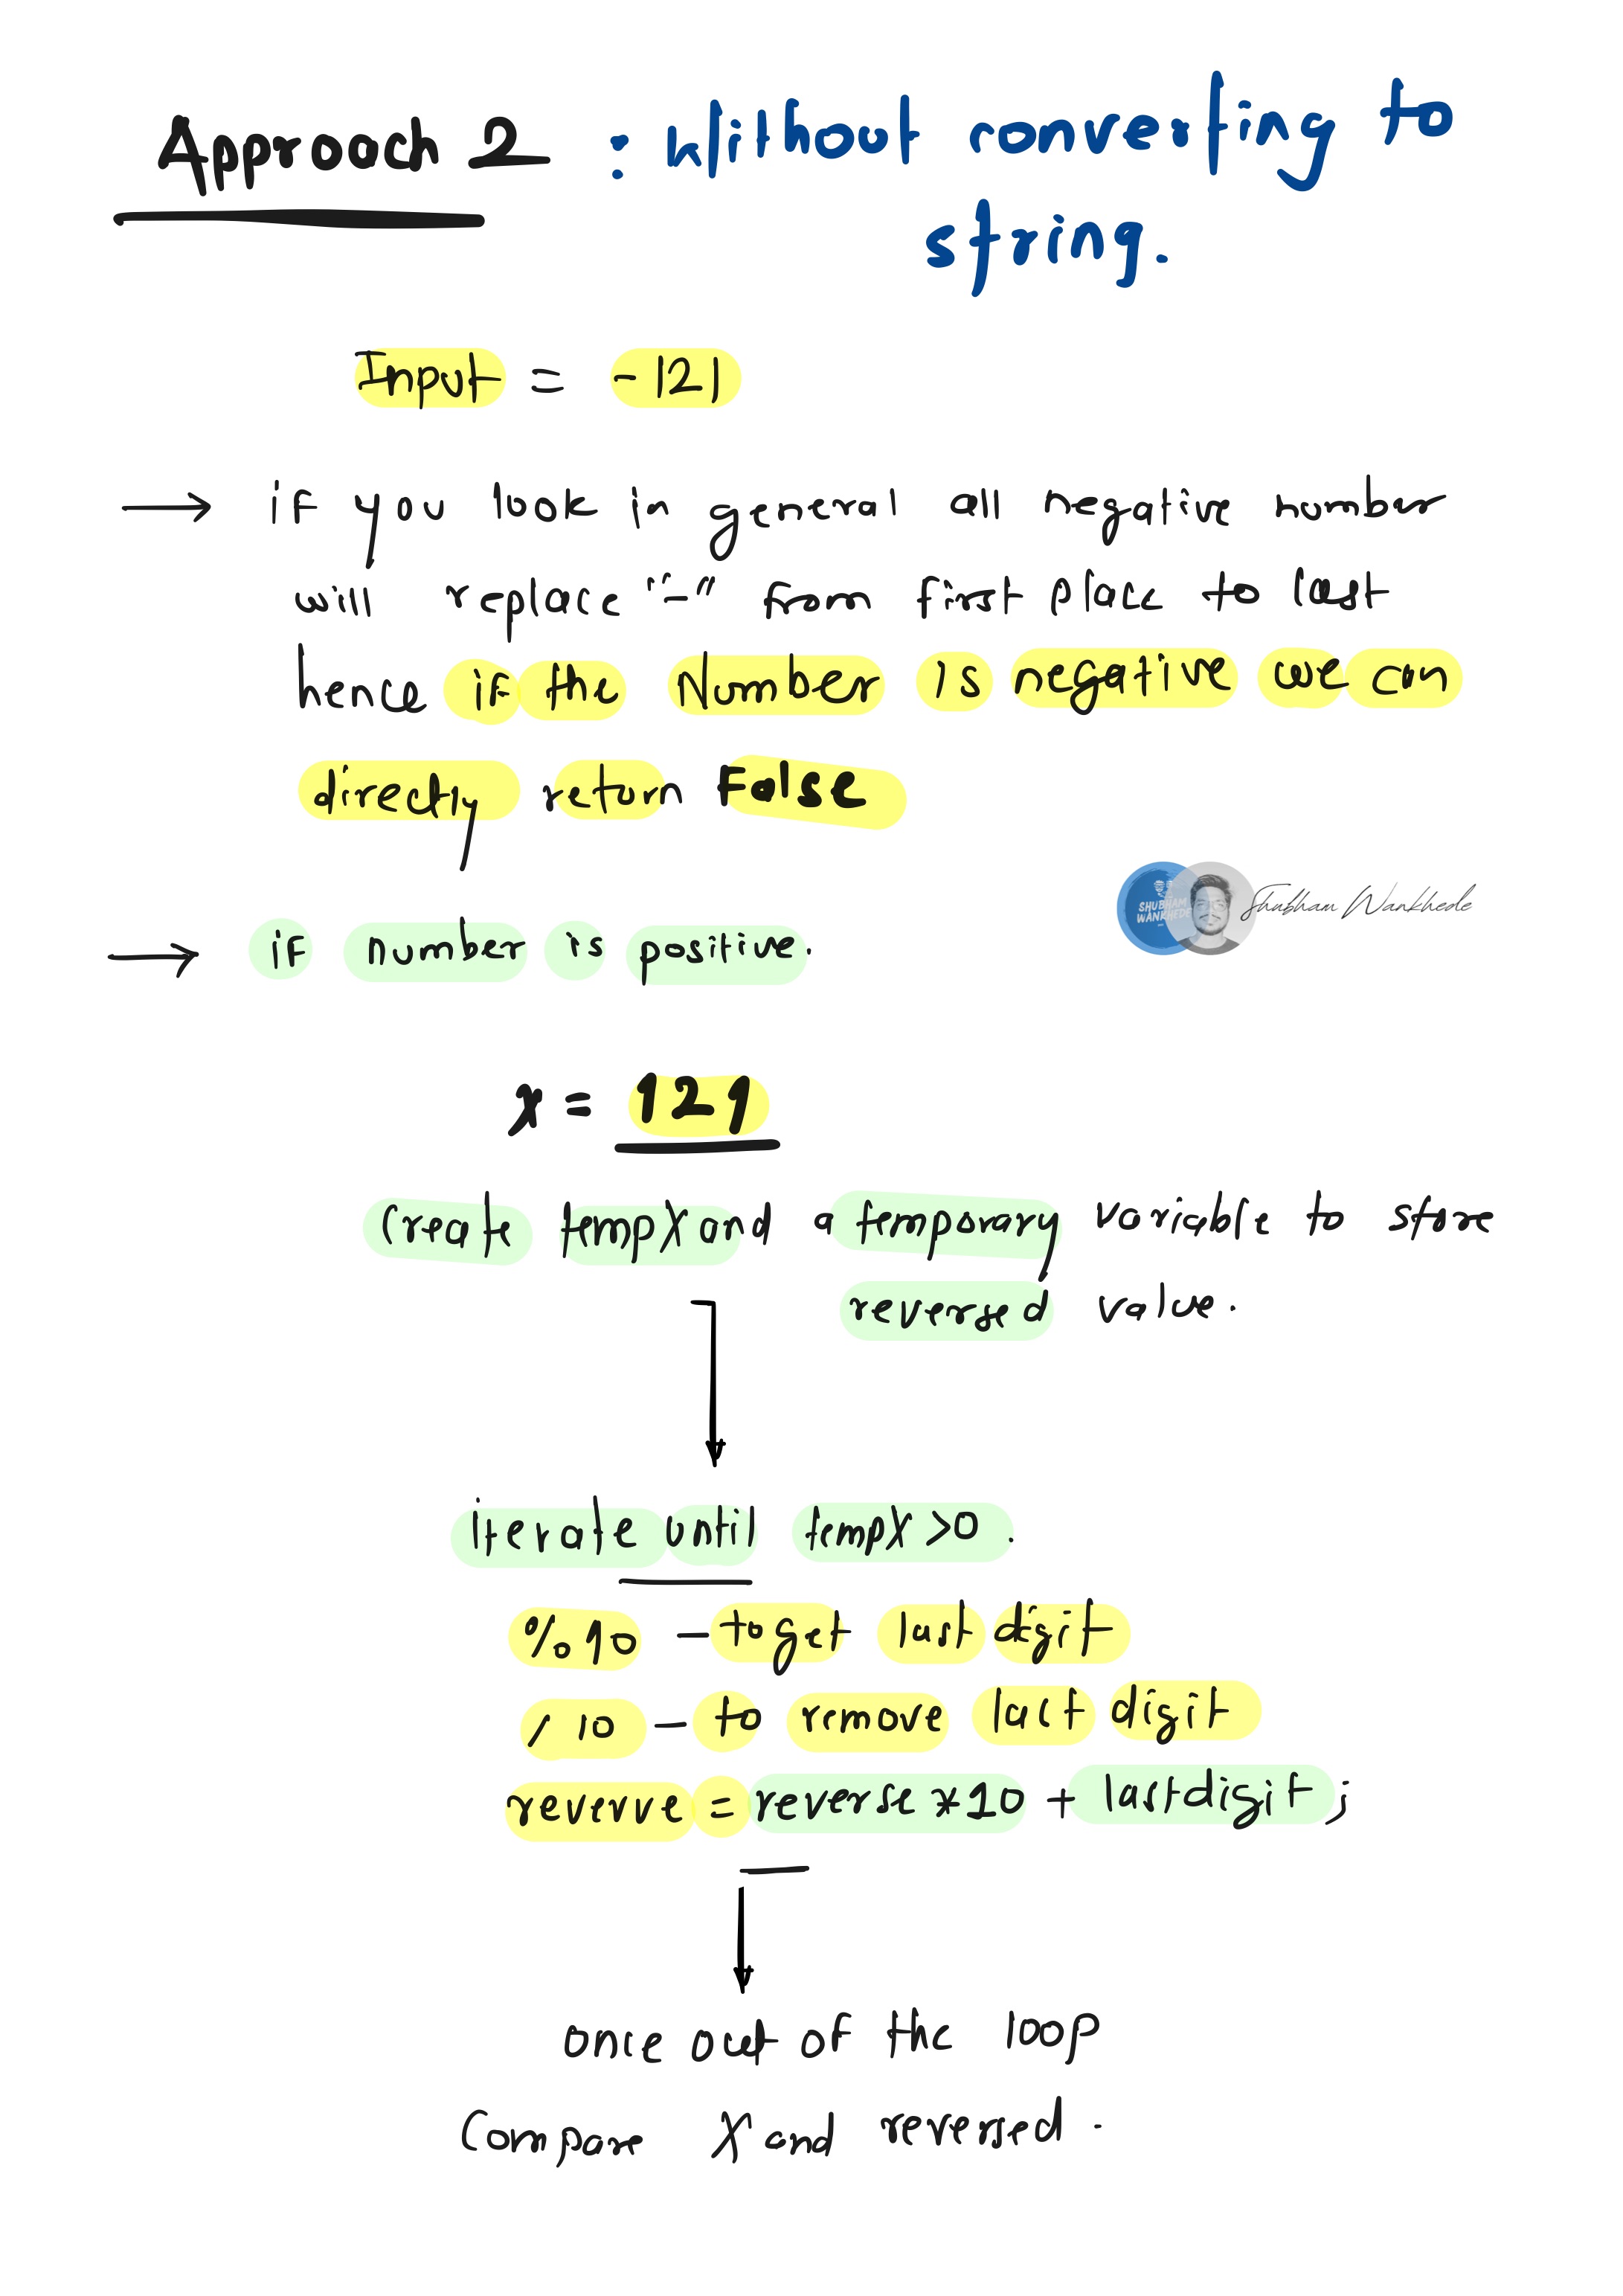 Approach 2 : Without converting to
string.
Input = -121
→ if you look in general all negative number
will replace "-" from first place to last
hence if the Number is negative we can
directly return False
SHUBHAM
WANKHEDE
Shubham Wankhede
→ if number is positive.
x = 121
Create tempX and a temporary variable to store
reversed value.
iterate until tempX >0.
%10 - to get last digit
/ 10 - to remove last digit
reverve = reverse *10 + lastdigit;
once out of the loop
Compare X and reversed.